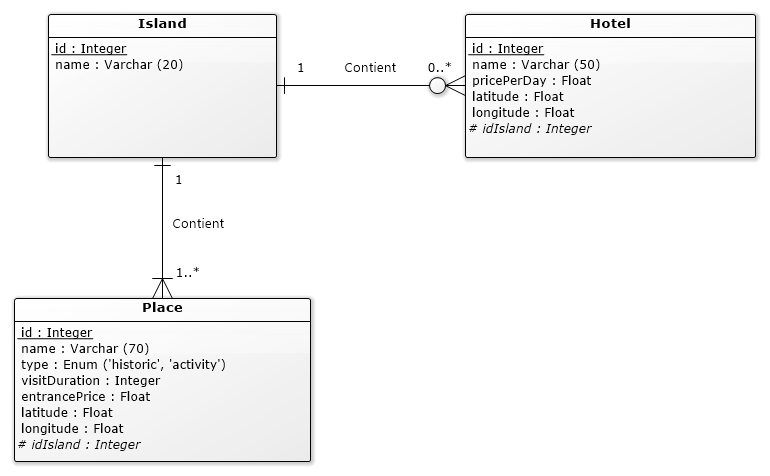 Island
id : Integer
name : Varchar (20)
1
Contient
0..*
Hotel
id : Integer
name : Varchar (50)
pricePerDay : Float
latitude : Float
longitude : Float
# idIsland : Integer
1
Contient
1..*
Place
id : Integer
name : Varchar (70)
type : Enum ('historic', 'activity')
visitDuration : Integer
entrancePrice : Float
latitude : Float
longitude : Float
# idIsland : Integer